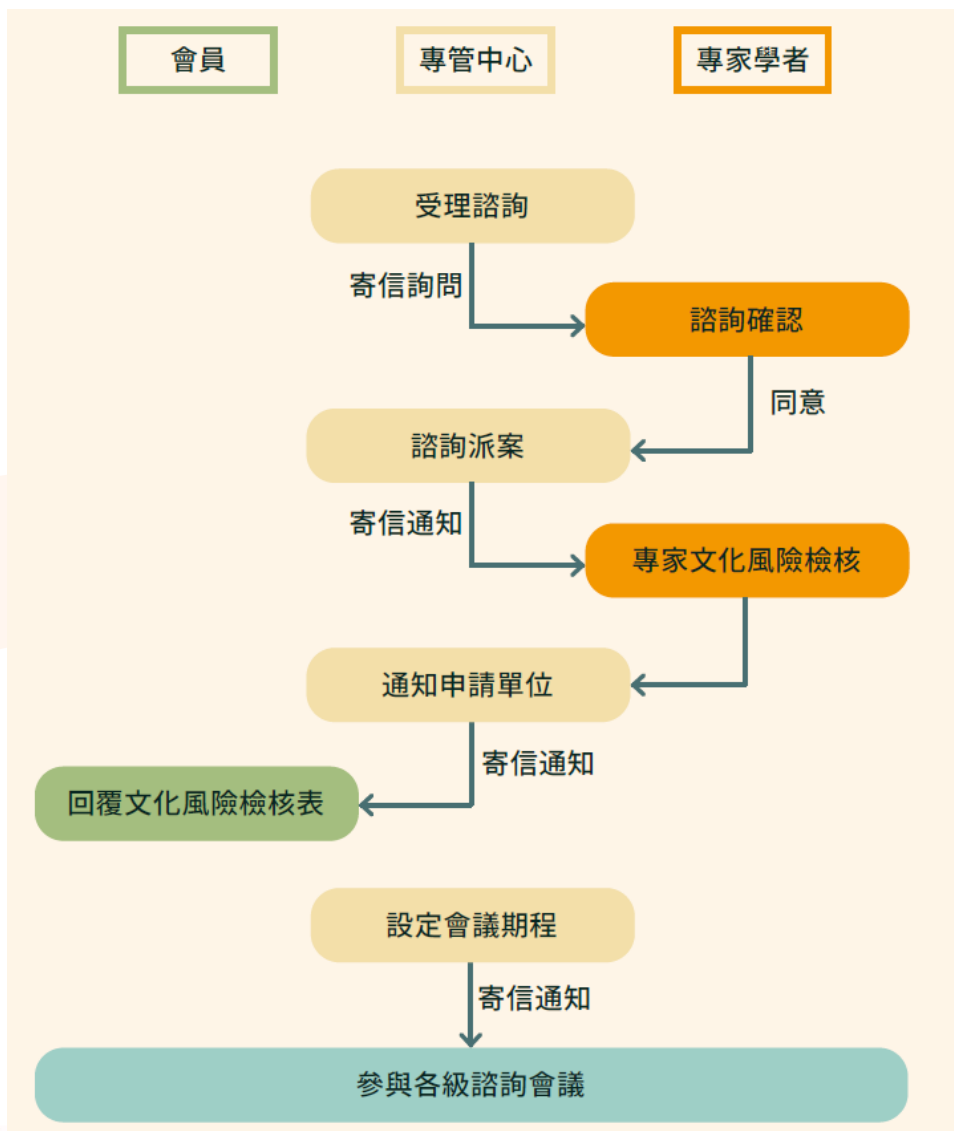 會員
專管中心
專家學者
受理諮詢
寄信詢問
諮詢確認
同意
諮詢派案
寄信通知
專家文化風險檢核
通知申請單位
寄信通知
回覆文化風險檢核表
設定會議期程
寄信通知
參與各級諮詢會議